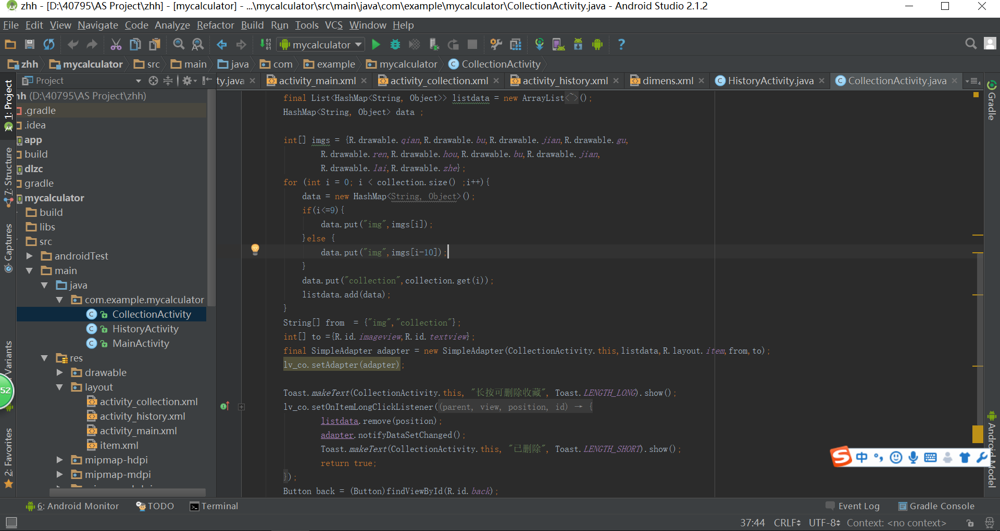 zhh - [D:\40795\AS Project\zhh] - [mycalculator] - ...\mycalculator\src\main\java\com\example\mycalculator\CollectionActivity.java - Android Studio 2.1.2
File Edit View Navigate Code Analyze Refactor Build Run Tools VCS Window Help
mycalculator
zhh mycalculator src main java com example mycalculator CollectionActivity
Project
ty.java activity_main.xml activity_collection.xml activity_history.xml dimens.xml HistoryActivity.java CollectionActivity.java
1: Project
7: Structure
Captures
Variants
52
2: Favorites
hh (D:\40795\AS Project\zhh)
.gradle
.idea
app
build
dlzc
gradle
mycalculator
build
libs
src
androidTest
main
java
com.example.mycalculator
CollectionActivity
HistoryActivity
MainActivity
res
drawable
layout
activity_collection.xml
activity_history.xml
activity_main.xml
item.xml
mipmap-hdpi
mipmap-mdpi
final List<HashMap<String, Object>> listdata = new ArrayList<~>();
HashMap<String, Object> data ;
int[] imgs = {R.drawable.qian,R.drawable.bu,R.drawable.jian,R.drawable.gu,
R.drawable.ren,R.drawable.hou,R.drawable.bu,R.drawable.jian,
R.drawable.lai,R.drawable.zhe};
for (int i = 0; i < collection.size() ;i++){
data = new HashMap<String, Object>();
if(i<=9){
data.put("img",imgs[i]);
}else {
data.put("img",imgs[i-10]);
}
data.put("collection",collection.get(i));
listdata.add(data);
}
String[] from  = {"img","collection"};
int[] to ={R.id.imageview,R.id.textview};
final SimpleAdapter adapter = new SimpleAdapter(CollectionActivity.this,listdata,R.layout.item,from,to);
lv_co.setAdapter(adapter);
Toast.makeText(CollectionActivity.this, "长按可删除收藏", Toast.LENGTH_LONG).show();
lv_co.setOnItemLongClickListener((parent, view, position, id) → {
listdata.remove(position);
adapter.notifyDataSetChanged();
Toast.makeText(CollectionActivity.this, "已删除", Toast.LENGTH_SHORT).show();
return true;
});
Button back = (Button)findViewById(R.id.back);
Gradle
Android Model
中
6: Android Monitor TODO Terminal Event Log Gradle Console
37:44 CRLF UTF-8 Context: <no context>